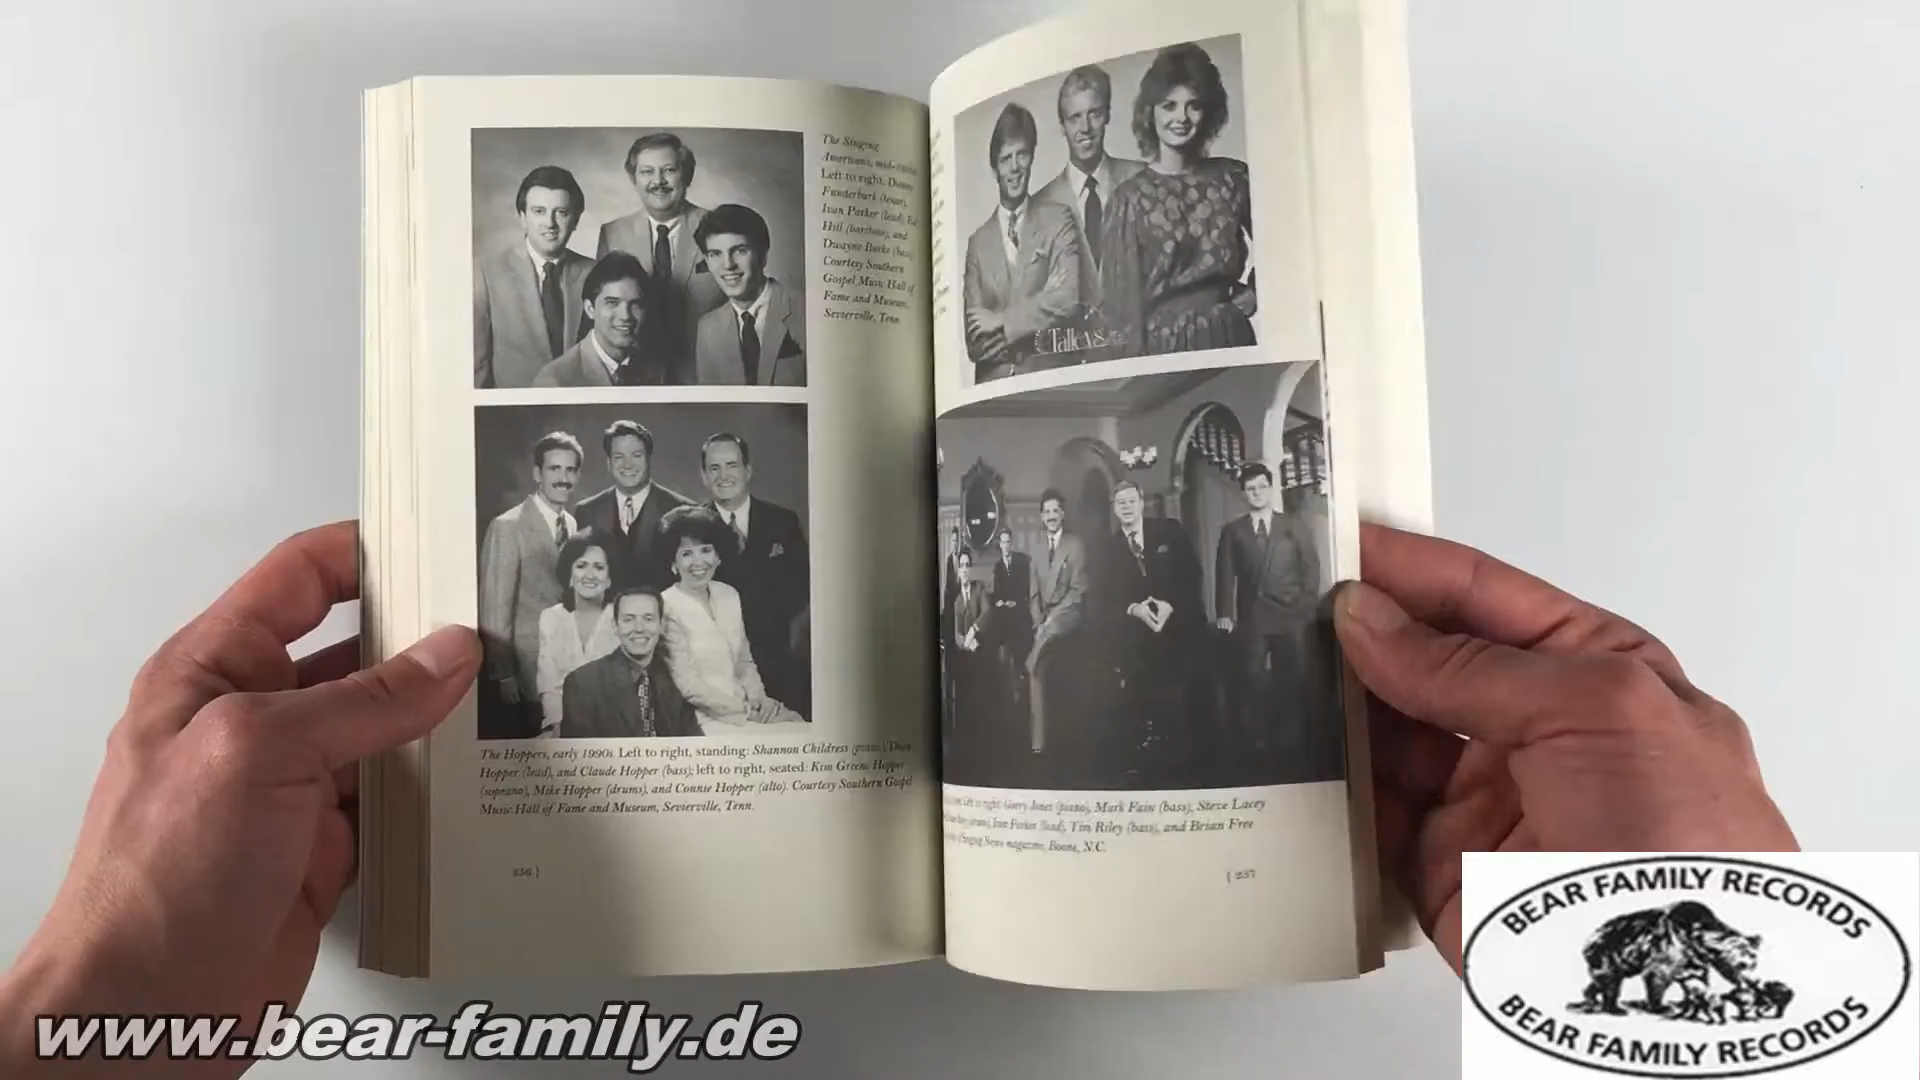 The Singing
Americans, mid-
Left to right, Danny
Funderburk (tenor),
Ivan Parker (lead), Ed
Hill (baritone), and
Dwayne Burke (bass)
Courtesy Southern
Gospel Music Hall of
Fame and Museum,
Sevierville, Tenn.
The Hoppers, early 1990s. Left to right, standing: Shannon Childress (piano), Dean
Hopper (lead), and Claude Hopper (bass); left to right, seated: Kim Greene Hopper
(soprano), Mike Hopper (drums), and Connie Hopper (alto). Courtesy Southern Gospel
Music Hall of Fame and Museum, Sevierville, Tenn.
256 }
Talleys
Left to right: Garry Jones (piano), Mark Fain (bass), Steve Lacey
Ivan Parker (lead), Tim Riley (bass), and Brian Free
of Singing News magazine, Boone, N.C.
{ 257
www.bear-family.de
BEAR FAMILY RECORDS
BEAR FAMILY RECORDS